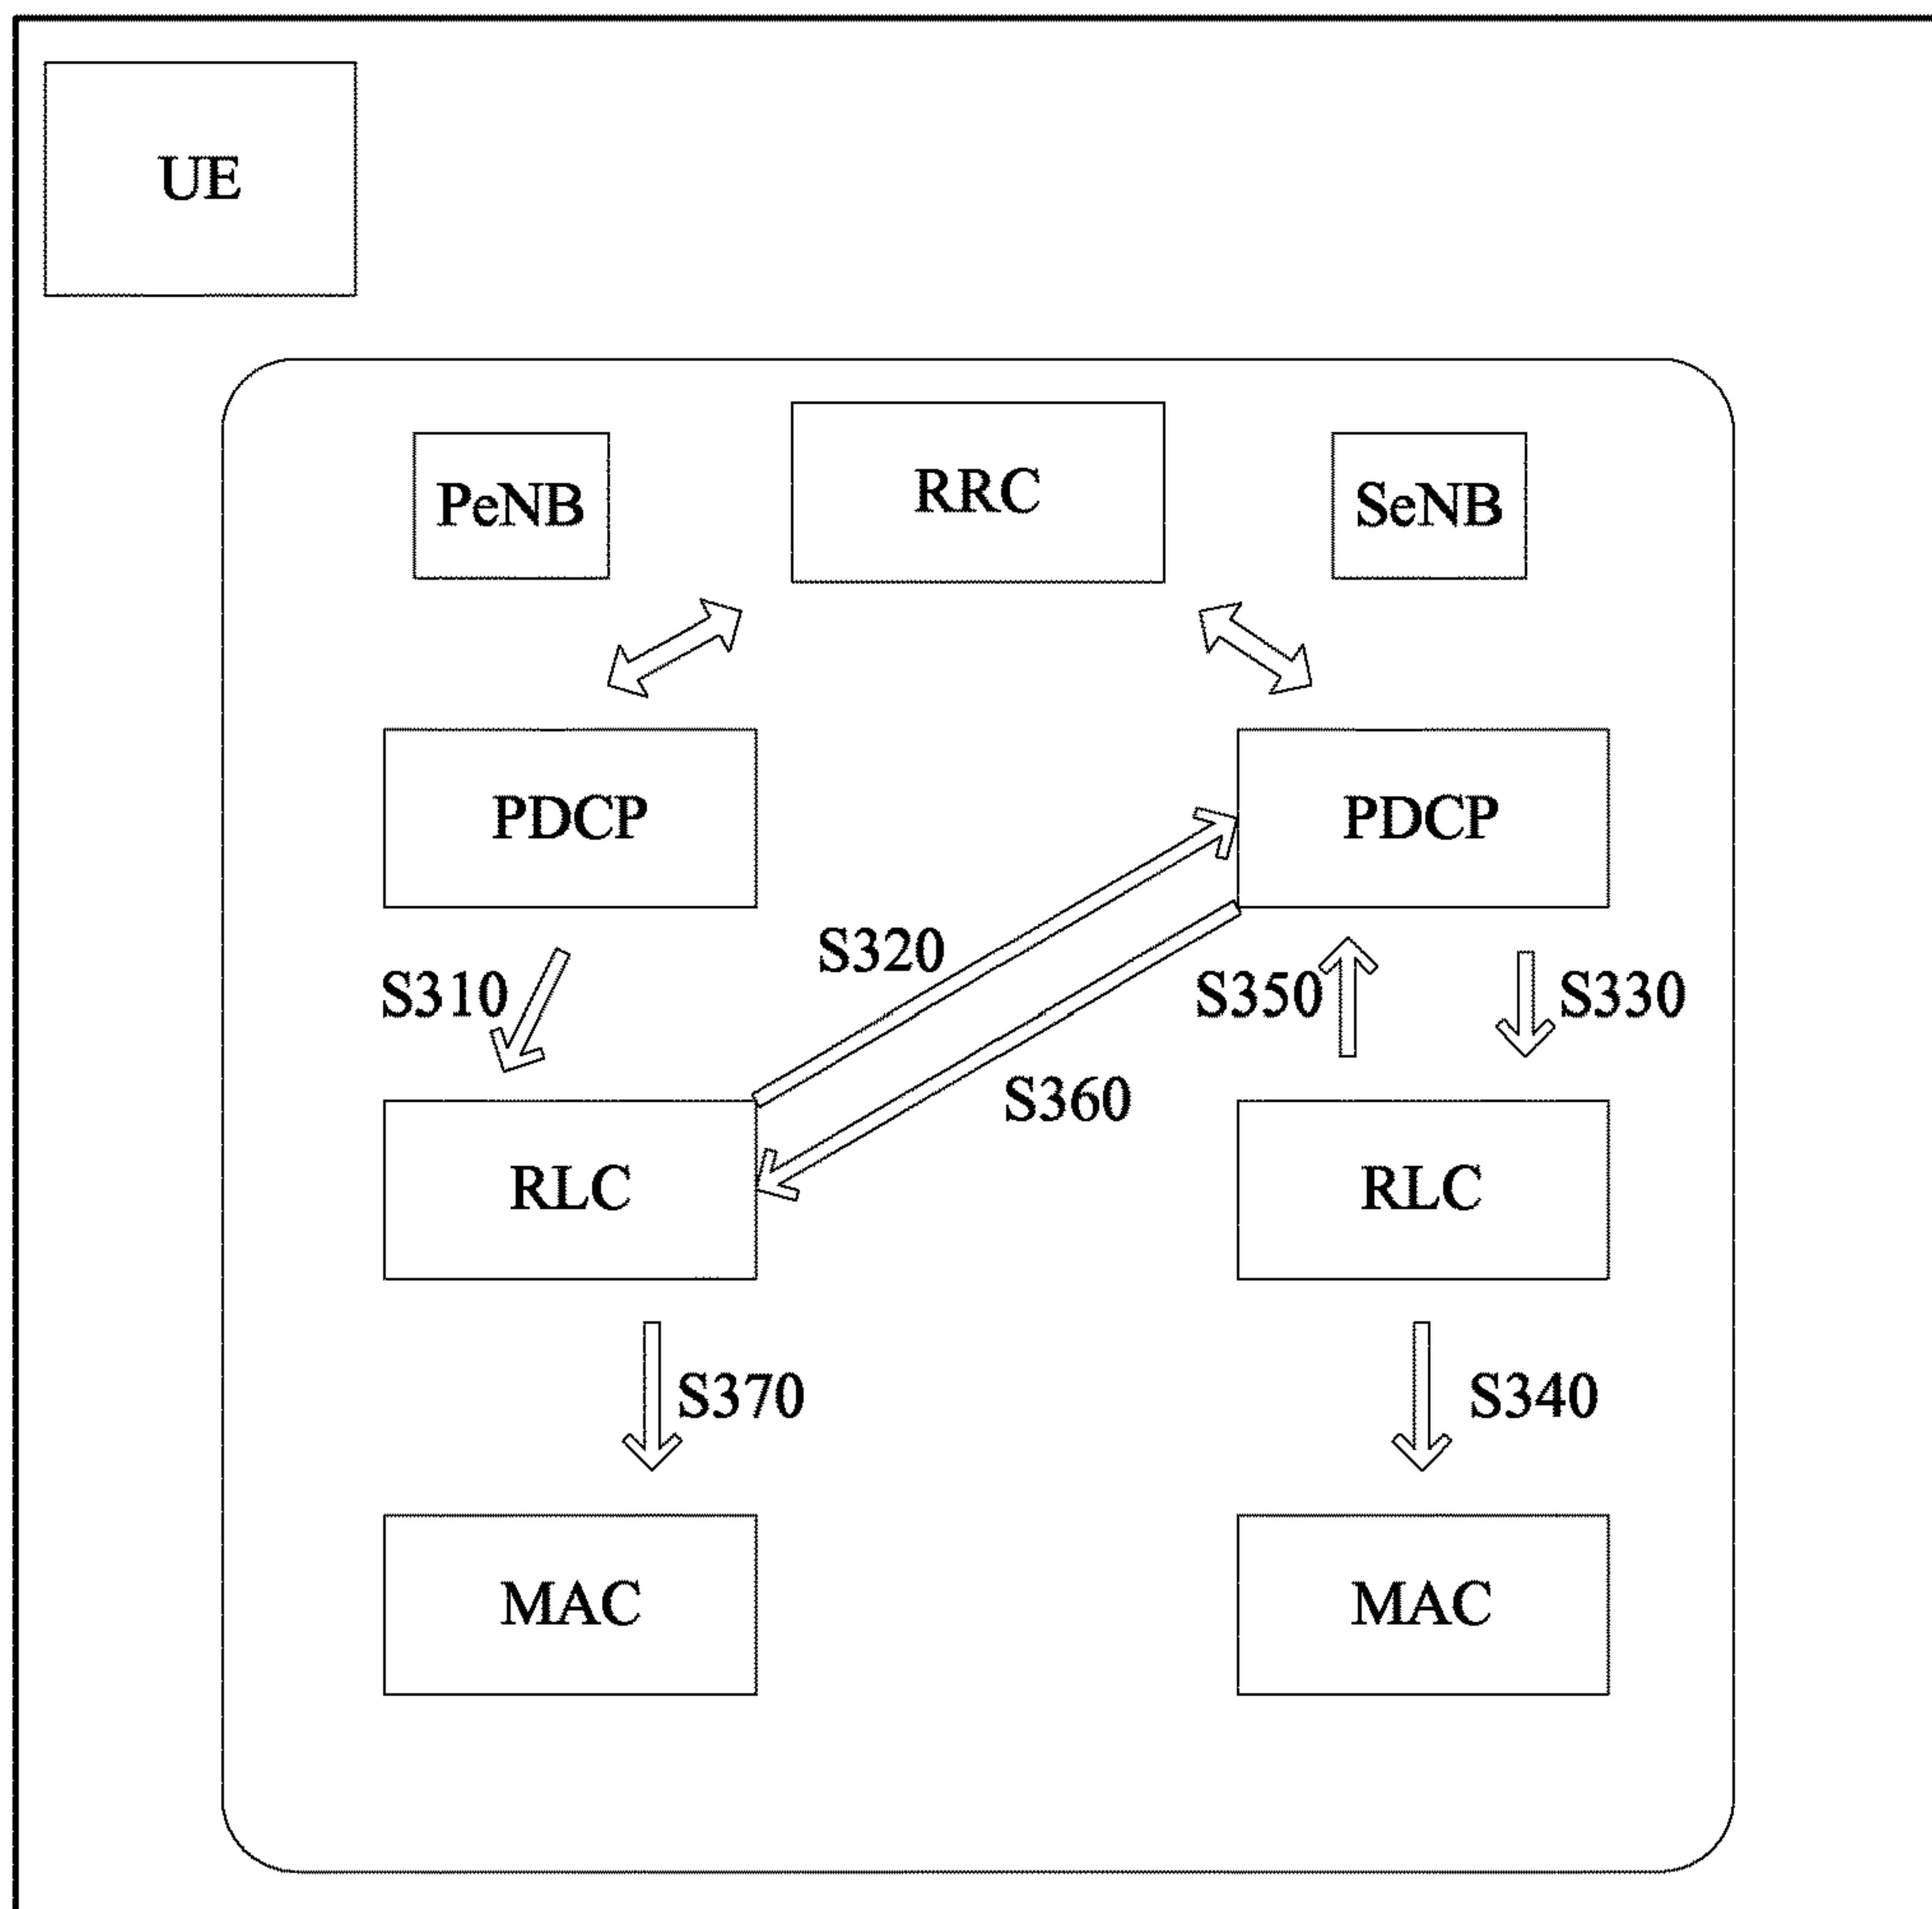 UE
PeNB
RRC
SeNB
PDCP
PDCP
S320
S310
S350
S330
S360
RLC
RLC
S370
S340
MAC
MAC